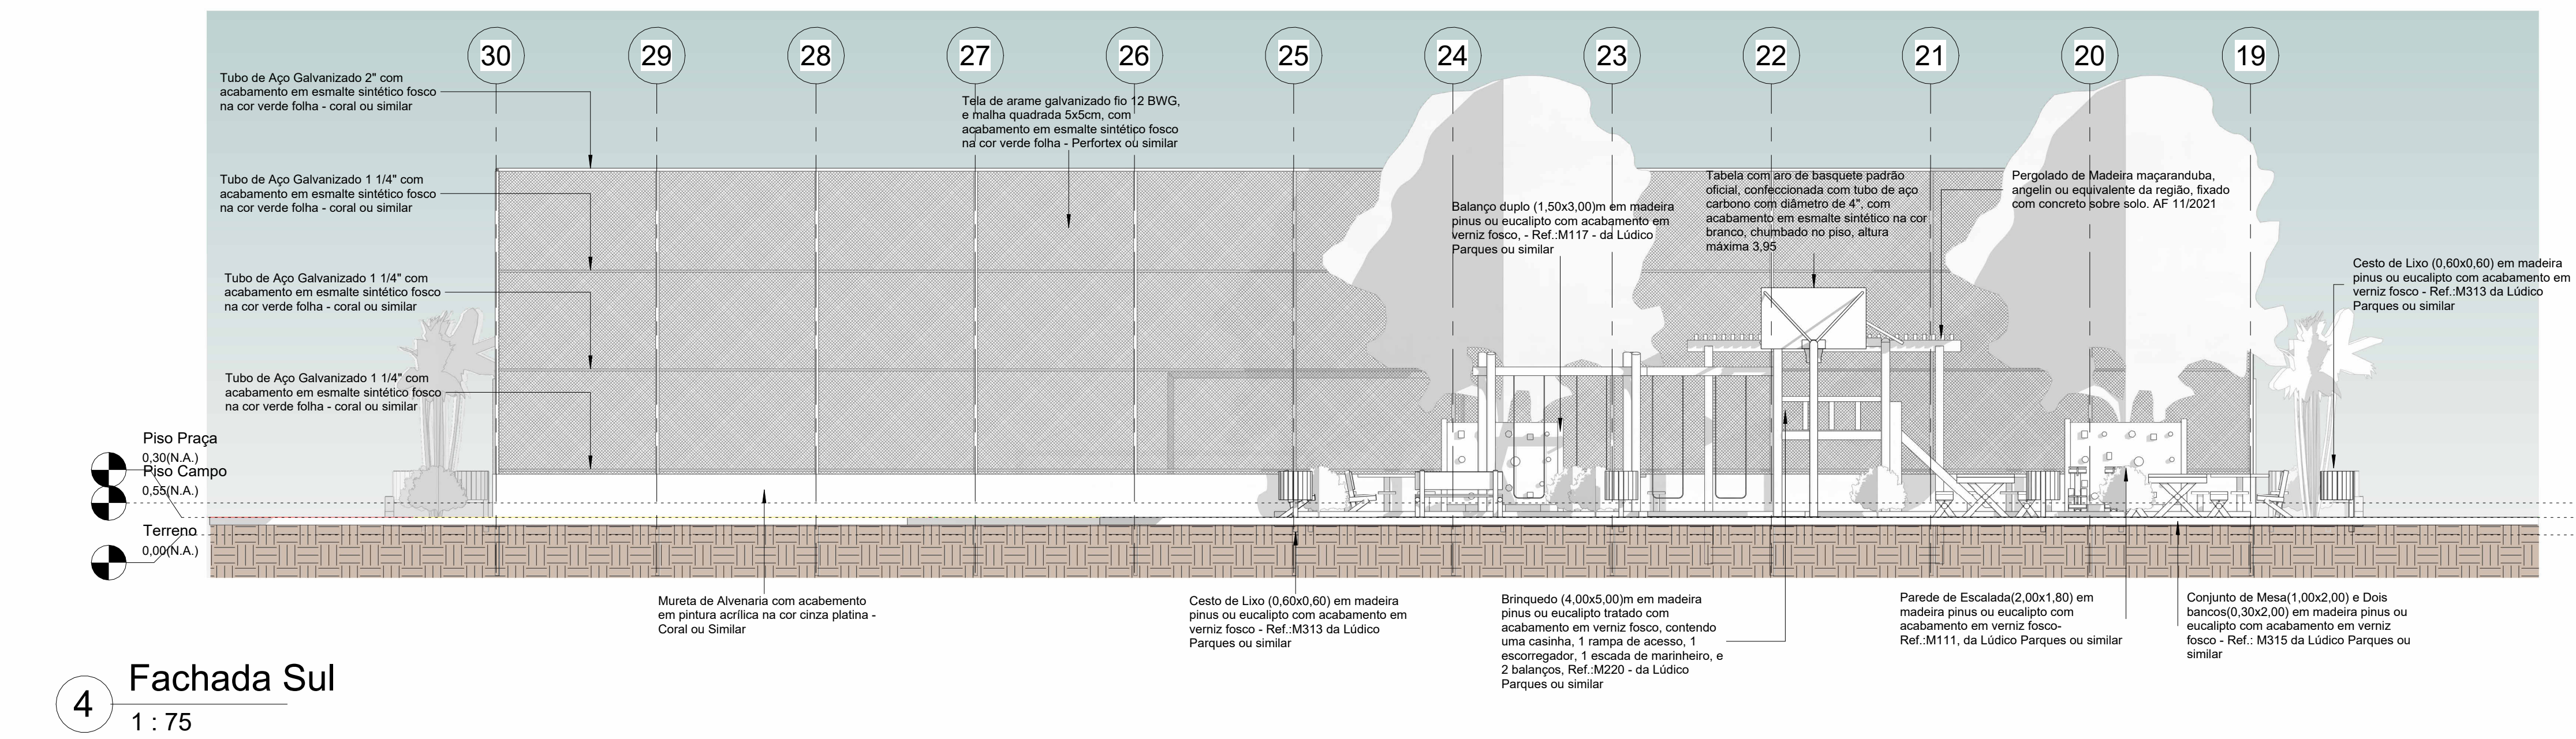 30
29
28
27
26
25
24
23
22
21
20
19
Tubo de Aço Galvanizado 2" com
acabamento em esmalte sintético fosco
na cor verde folha - coral ou similar
Tela de arame galvanizado fio 12 BWG,
e malha quadrada 5x5cm, com
acabamento em esmalte sintético fosco
na cor verde folha - Perfortex ou similar
Tubo de Aço Galvanizado 1 1/4" com
acabamento em esmalte sintético fosco
na cor verde folha - coral ou similar
Balanço duplo (1,50x3,00)m em madeira
pinus ou eucalipto com acabamento em
verniz fosco, - Ref.:M117 - da Lúdico
Parques ou similar
Tabela com aro de basquete padrão
oficial, confeccionada com tubo de aço
carbono com diâmetro de 4", com
acabamento em esmalte sintético na cor
branco, chumbado no piso, altura
máxima 3,95
Pergolado de Madeira maçaranduba,
angelin ou equivalente da região, fixado
com concreto sobre solo. AF 11/2021
Cesto de Lixo (0,60x0,60) em madeira
pinus ou eucalipto com acabamento em
verniz fosco - Ref.:M313 da Lúdico
Parques ou similar
Tubo de Aço Galvanizado 1 1/4" com
acabamento em esmalte sintético fosco
na cor verde folha - coral ou similar
Tubo de Aço Galvanizado 1 1/4" com
acabamento em esmalte sintético fosco
na cor verde folha - coral ou similar
Piso Praça
0,30(N.A.)
Piso Campo
0,55(N.A.)
Terreno
0,00(N.A.)
Mureta de Alvenaria com acabemento
em pintura acrílica na cor cinza platina -
Coral ou Similar
Cesto de Lixo (0,60x0,60) em madeira
pinus ou eucalipto com acabamento em
verniz fosco - Ref.:M313 da Lúdico
Parques ou similar
Brinquedo (4,00x5,00)m em madeira
pinus ou eucalipto tratado com
acabamento em verniz fosco, contendo
uma casinha, 1 rampa de acesso, 1
escorregador, 1 escada de marinheiro, e
2 balanços, Ref.:M220 - da Lúdico
Parques ou similar
Parede de Escalada(2,00x1,80) em
madeira pinus ou eucalipto com
acabamento em verniz fosco-
Ref.:M111, da Lúdico Parques ou similar
Conjunto de Mesa(1,00x2,00) e Dois
bancos(0,30x2,00) em madeira pinus ou
eucalipto com acabamento em verniz
fosco - Ref.: M315 da Lúdico Parques ou
similar
4
Fachada Sul
1 : 75